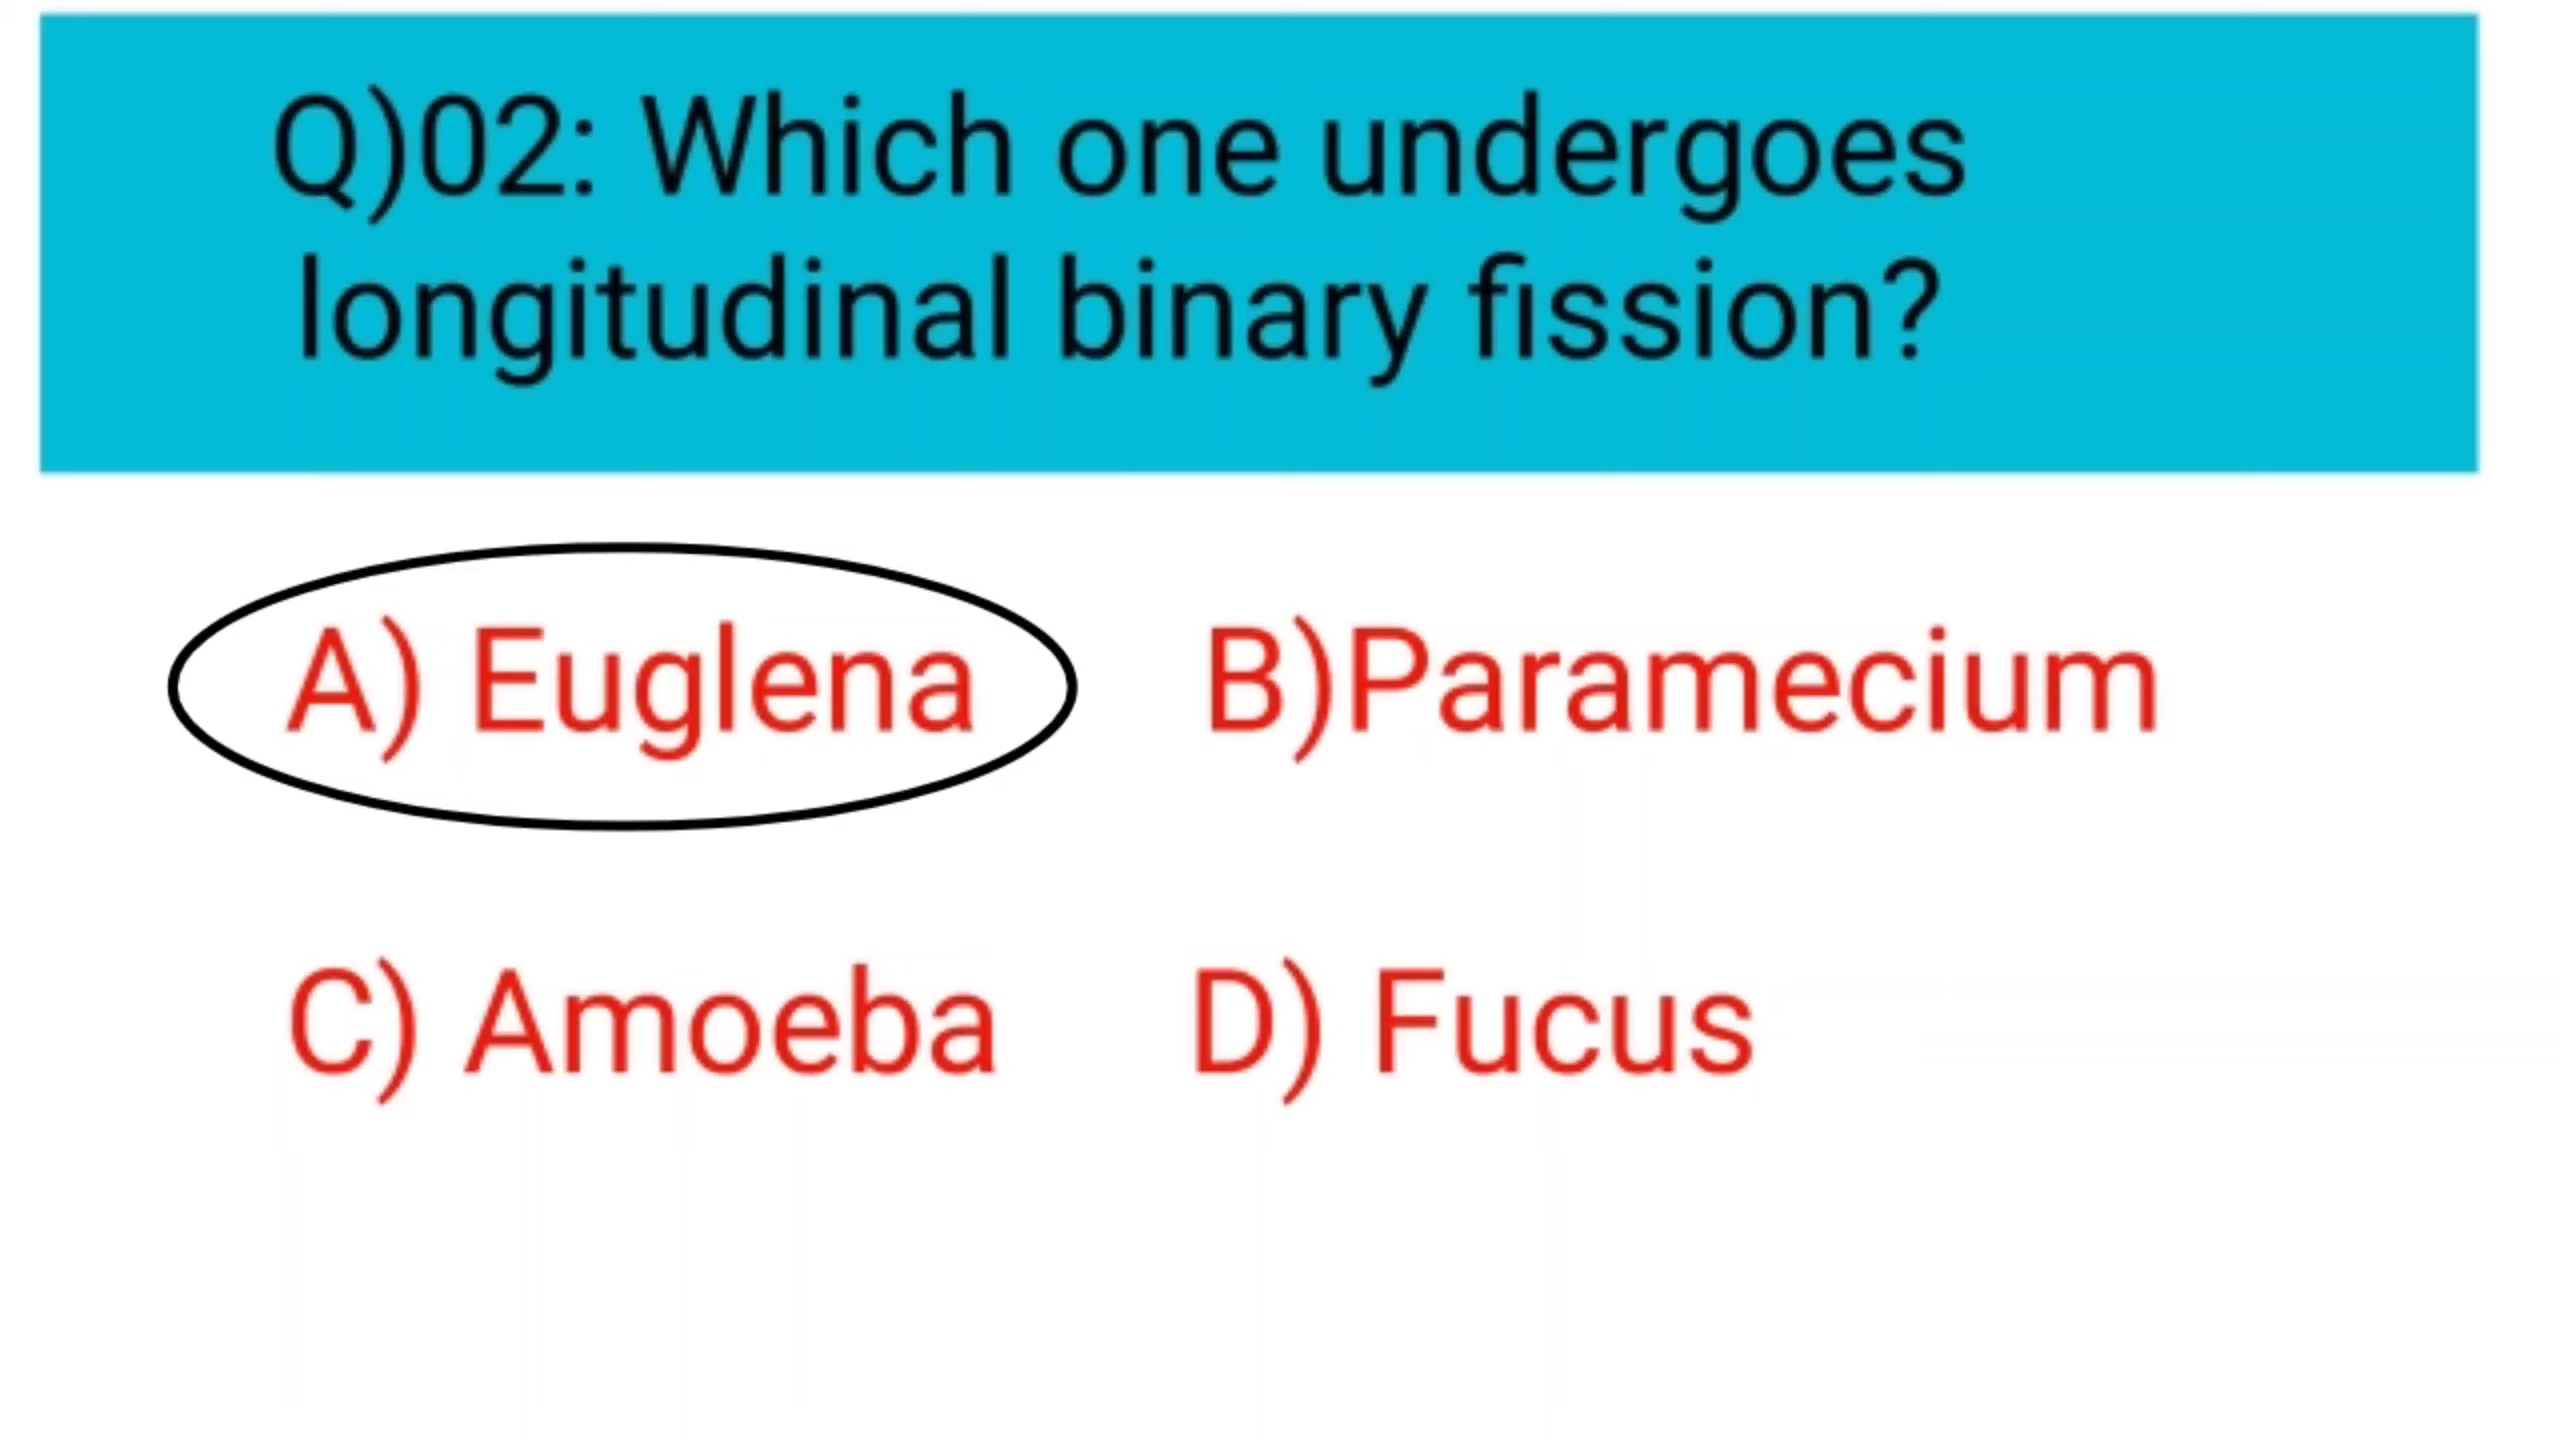 Q)02: Which one undergoes
longitudinal binary fission?
A) Euglena B)Paramecium
C) Amoeba D) Fucus